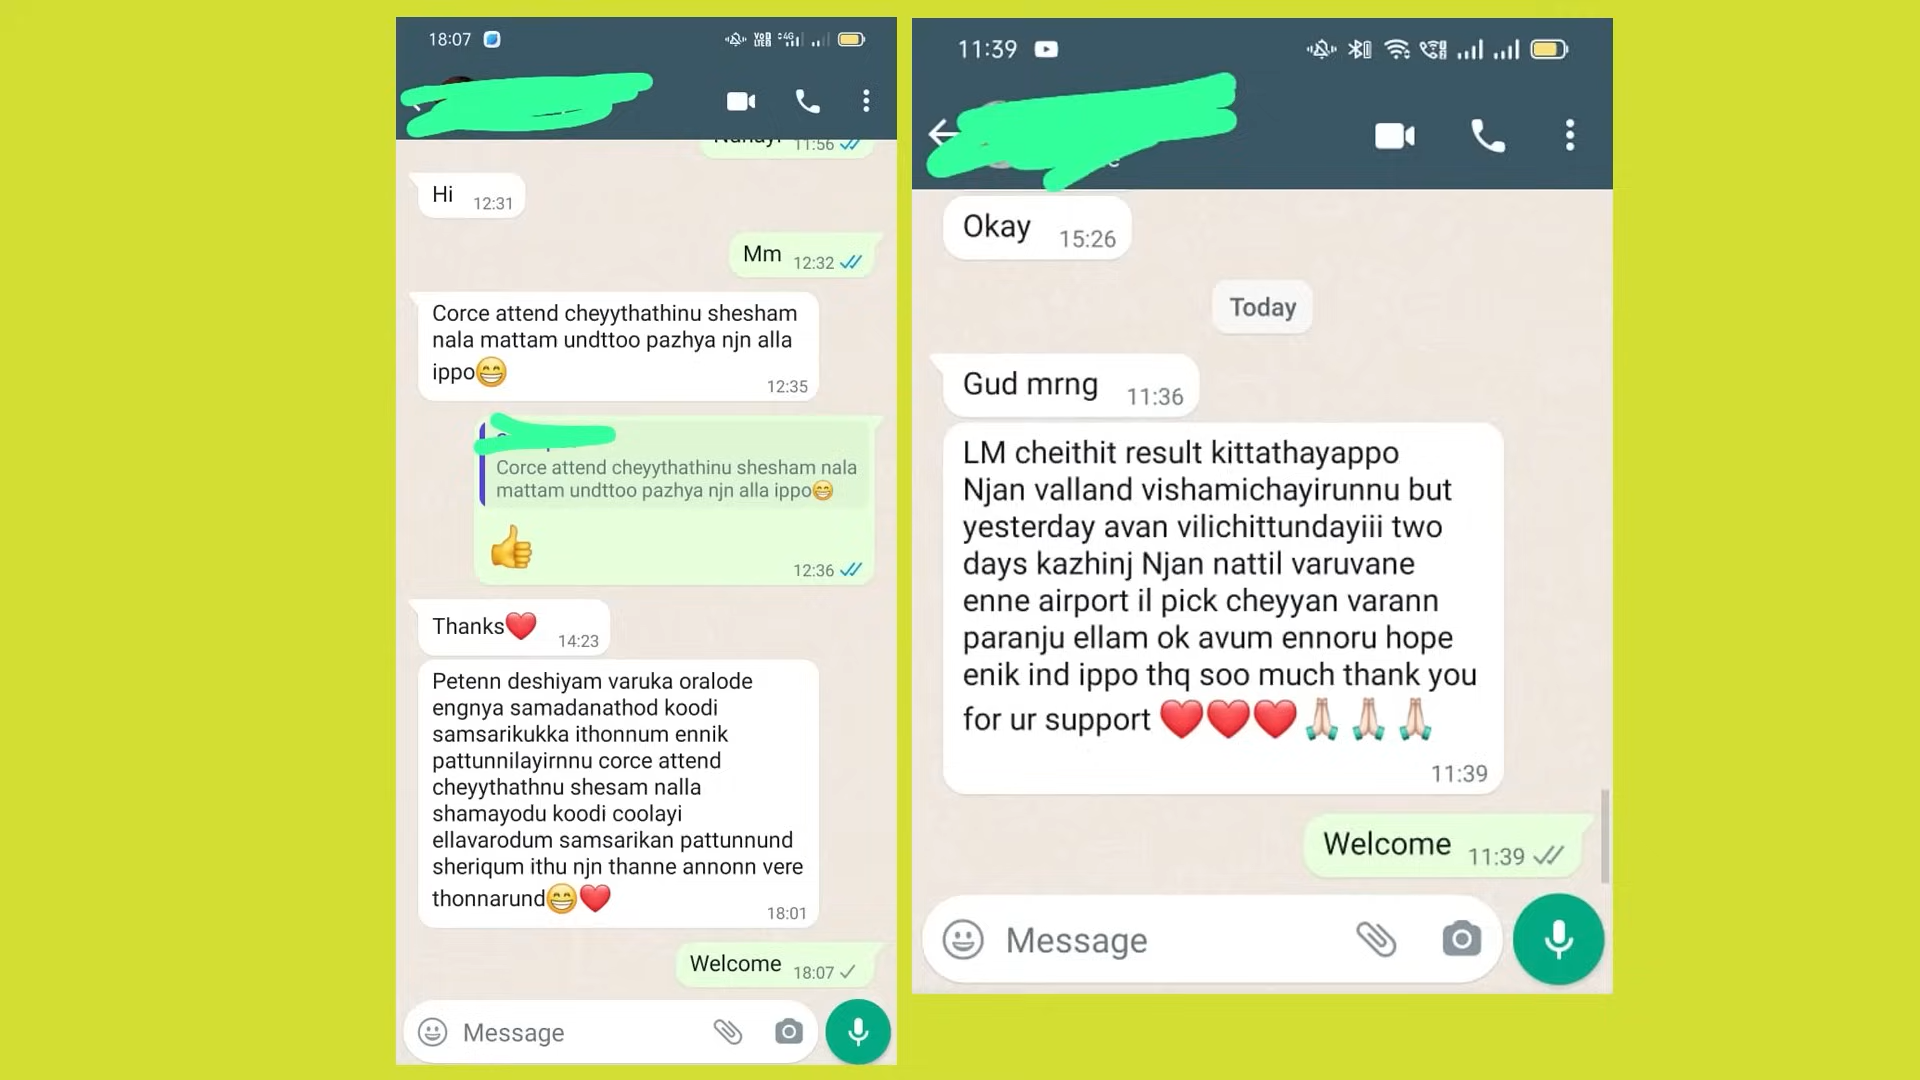 18:07
11:56
Hi 12:31
Mm 12:32
Corce attend cheyythathinu shesham
nala mattam undttoo pazhya njn alla
ippo😁
12:35
Corce attend cheyythathinu shesham nala
mattam undttoo pazhya njn alla ippo😁
👍
12:36
Thanks❤️ 14:23
Petenn deshiyam varuka oralode
engnya samadanathod koodi
samsarikukka ithonnum ennik
pattunnilayirnnu corce attend
cheyythathnu shesam nalla
shamayodu koodi coolayi
ellavarodum samsarikan pattunnund
sheriqum ithu njn thanne annonn vere
thonnarund😁❤️
18:01
Welcome 18:07
Message
11:39
Okay 15:26
Today
Gud mrng 11:36
LM cheithit result kittathayappo
Njan valland vishamichayirunnu but
yesterday avan vilichittundayiii two
days kazhinj Njan nattil varuvane
enne airport il pick cheyyan varann
paranju ellam ok avum ennoru hope
enik ind ippo thq soo much thank you
for ur support ❤️❤️❤️🙏🏻🙏🏻🙏🏻
11:39
Welcome 11:39
Message